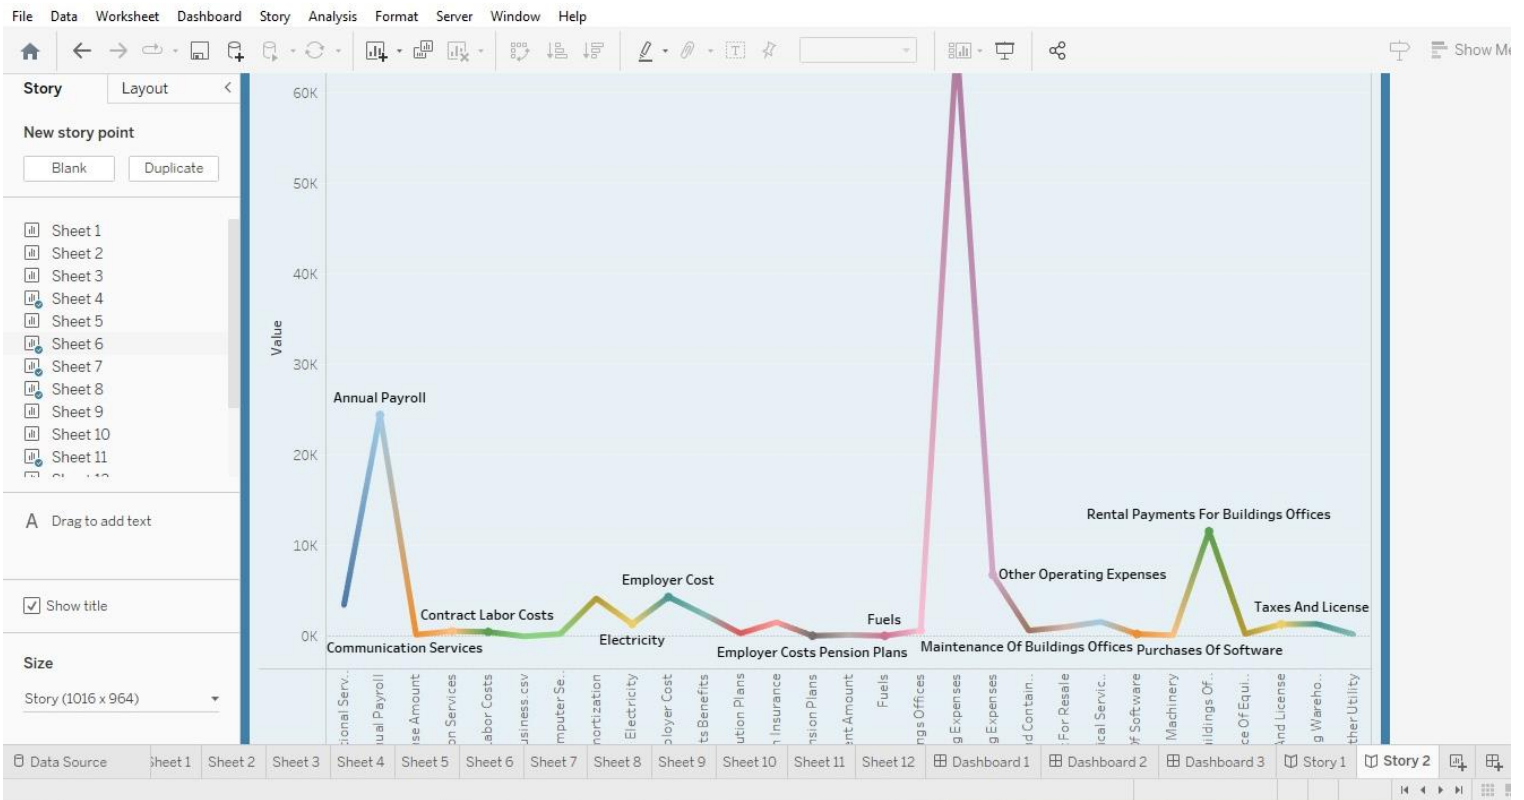 File Data Worksheet Dashboard Story Analysis Format Server Window Help
Show Me
Story Layout
New story point
Blank Duplicate
Sheet 1
Sheet 2
Sheet 3
Sheet 4
Sheet 5
Sheet 6
Sheet 7
Sheet 8
Sheet 9
Sheet 10
Sheet 11
A Drag to add text
Show title
Size
Story (1016 x 964)
60K
50K
40K
30K
20K
10K
0K
Value
Annual Payroll
Rental Payments For Buildings Offices
Employer Cost
Other Operating Expenses
Contract Labor Costs
Fuels
Taxes And License
Communication Services
Electricity
Employer Costs Pension Plans
Maintenance Of Buildings Offices
Purchases Of Software
tional Serv..
ual Payroll
se Amount
on Services
abor Costs
usiness.csv
mputer Se..
mortization
Electricity
ployer Cost
ts Benefits
ution Plans
n Insurance
nsion Plans
ent Amount
Fuels
ngs Offices
g Expenses
g Expenses
nd Contain..
For Resale
ical Servic..
Of Software
Machinery
uildings Of..
ce Of Equi..
And License
g Wareho..
ther Utility
Data Source Sheet 1 Sheet 2 Sheet 3 Sheet 4 Sheet 5 Sheet 6 Sheet 7 Sheet 8 Sheet 9 Sheet 10 Sheet 11 Sheet 12 Dashboard 1 Dashboard 2 Dashboard 3 Story 1 Story 2